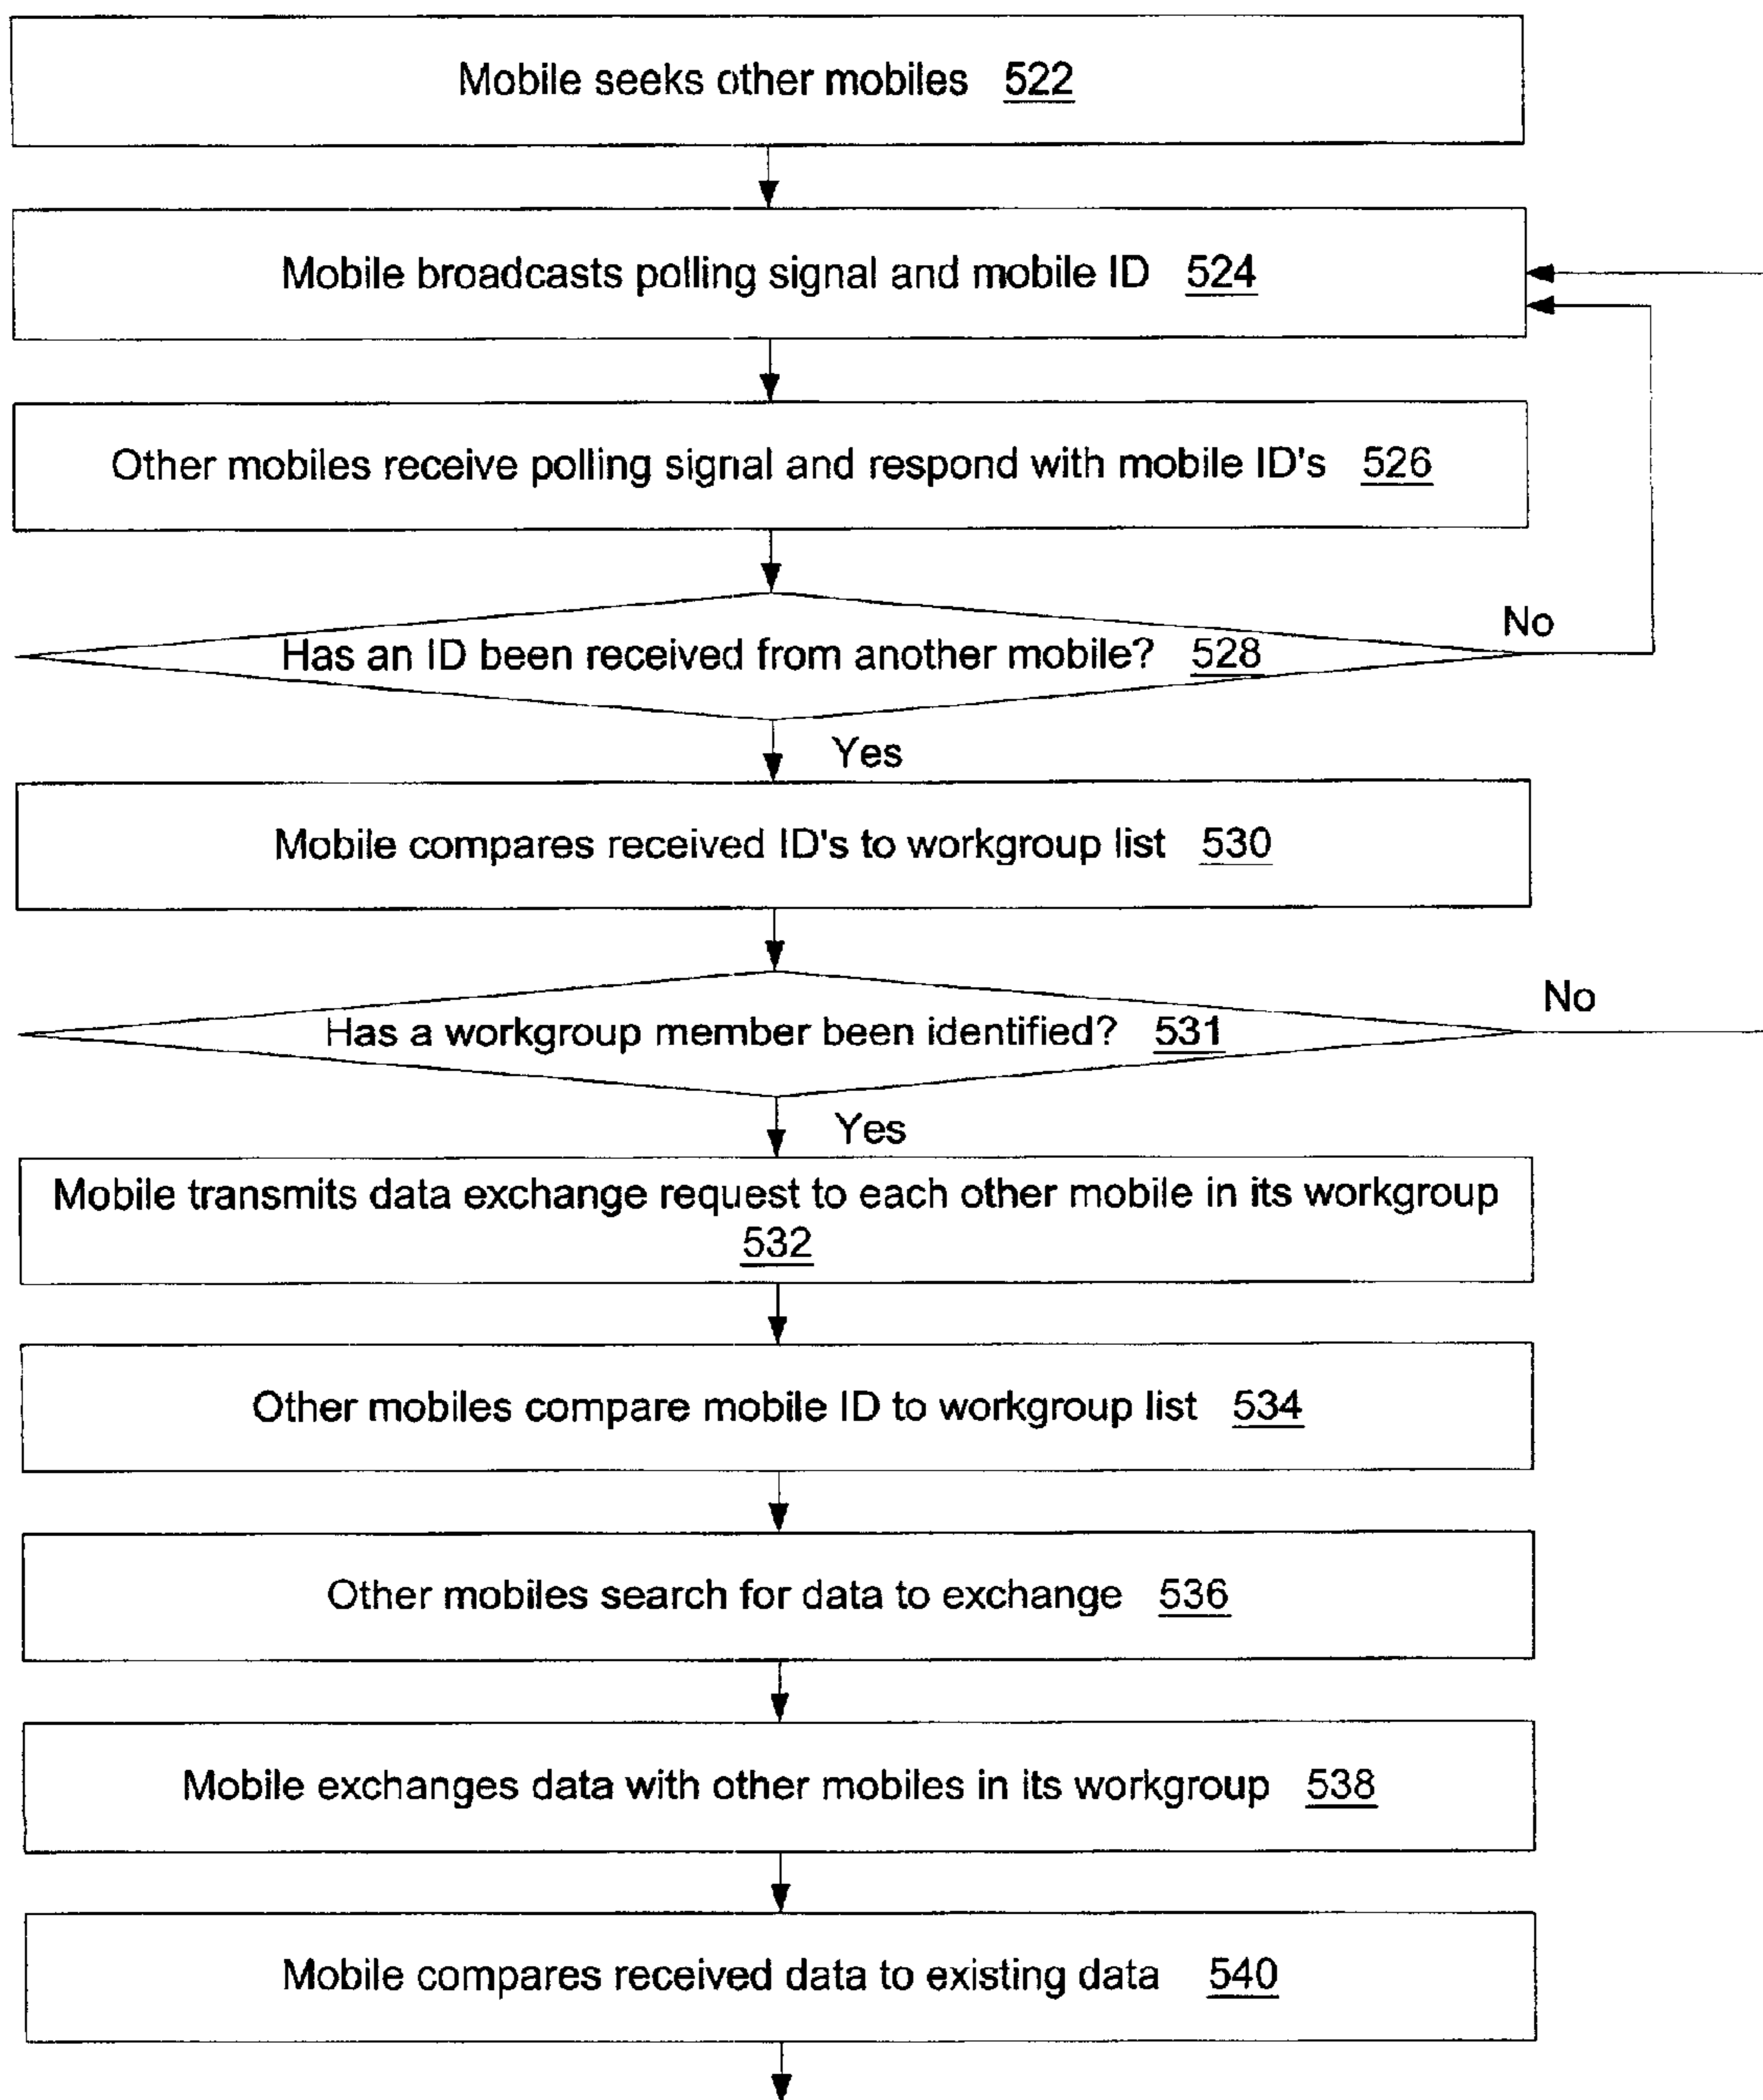 Mobile seeks other mobiles 522
Mobile broadcasts polling signal and mobile ID 524
Other mobiles receive polling signal and respond with mobile ID's 526
Has an ID been received from another mobile? 528
No
Yes
Mobile compares received ID's to workgroup list 530
Has a workgroup member been identified? 531
No
Yes
Mobile transmits data exchange request to each other mobile in its workgroup
532
Other mobiles compare mobile ID to workgroup list 534
Other mobiles search for data to exchange 536
Mobile exchanges data with other mobiles in its workgroup 538
Mobile compares received data to existing data 540